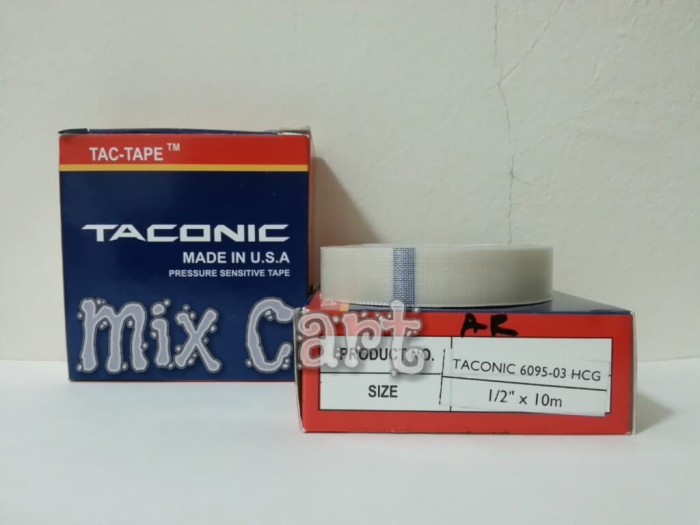 TAC-TAPE™
TACONIC
MADE IN U.S.A
PRESSURE SENSITIVE TAPE
Mix Cart
AR
PRODUCT NO. TACONIC 6095-03 HCG
SIZE 1/2" x 10m